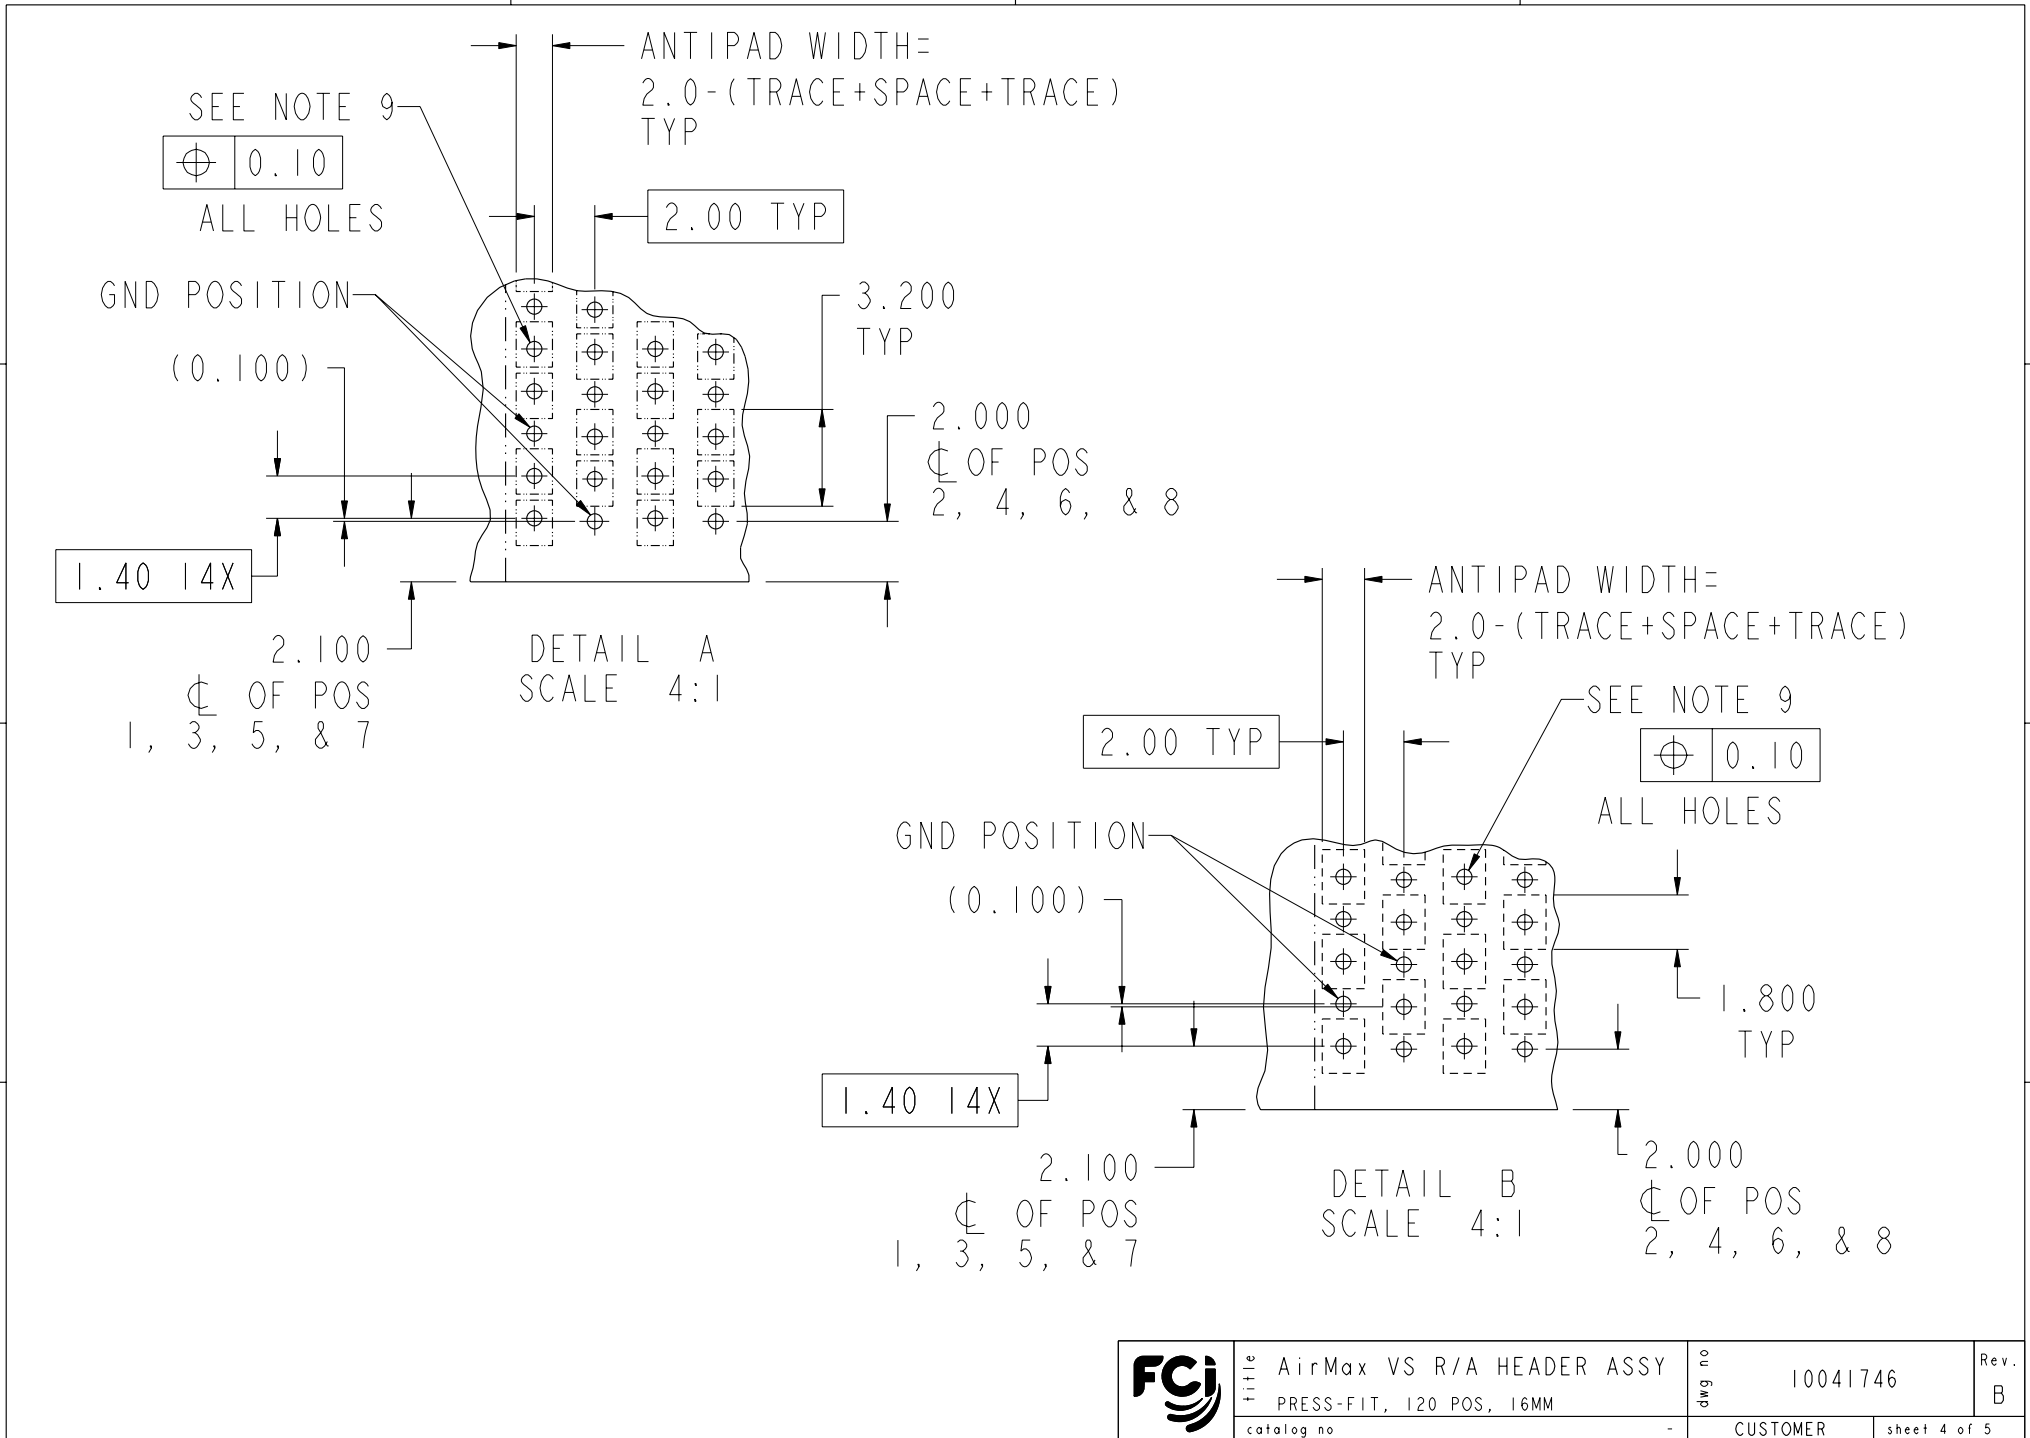 ANTIPAD WIDTH=
2.0-(TRACE+SPACE+TRACE)
TYP
SEE NOTE 9
⌖ 0.10
ALL HOLES
2.00 TYP
GND POSITION
3.200
TYP
(0.100)
2.000
℄ OF POS
2, 4, 6, & 8
1.40 14X
2.100
℄ OF POS
1, 3, 5, & 7
DETAIL A
SCALE 4:1
ANTIPAD WIDTH=
2.0-(TRACE+SPACE+TRACE)
TYP
SEE NOTE 9
⌖ 0.10
ALL HOLES
2.00 TYP
GND POSITION
(0.100)
1.800
TYP
1.40 14X
2.100
℄ OF POS
1, 3, 5, & 7
DETAIL B
SCALE 4:1
2.000
℄ OF POS
2, 4, 6, & 8
FCi
title
AirMax VS R/A HEADER ASSY
PRESS-FIT, 120 POS, 16MM
dwg no
10041746
Rev.
B
catalog no -
CUSTOMER
sheet 4 of 5